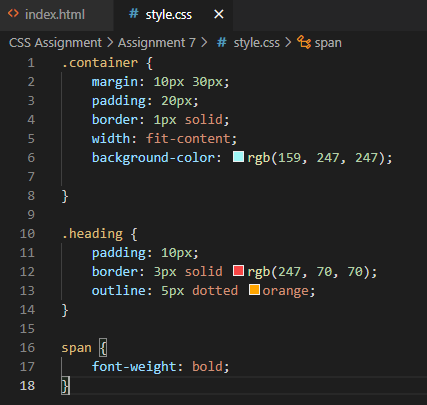 index.html style.css
CSS Assignment > Assignment 7 > # style.css > span
1 .container {
2 margin: 10px 30px;
3 padding: 20px;
4 border: 1px solid;
5 width: fit-content;
6 background-color: rgb(159, 247, 247);
7
8 }
9
10 .heading {
11 padding: 10px;
12 border: 3px solid rgb(247, 70, 70);
13 outline: 5px dotted orange;
14 }
15
16 span {
17 font-weight: bold;
18 }